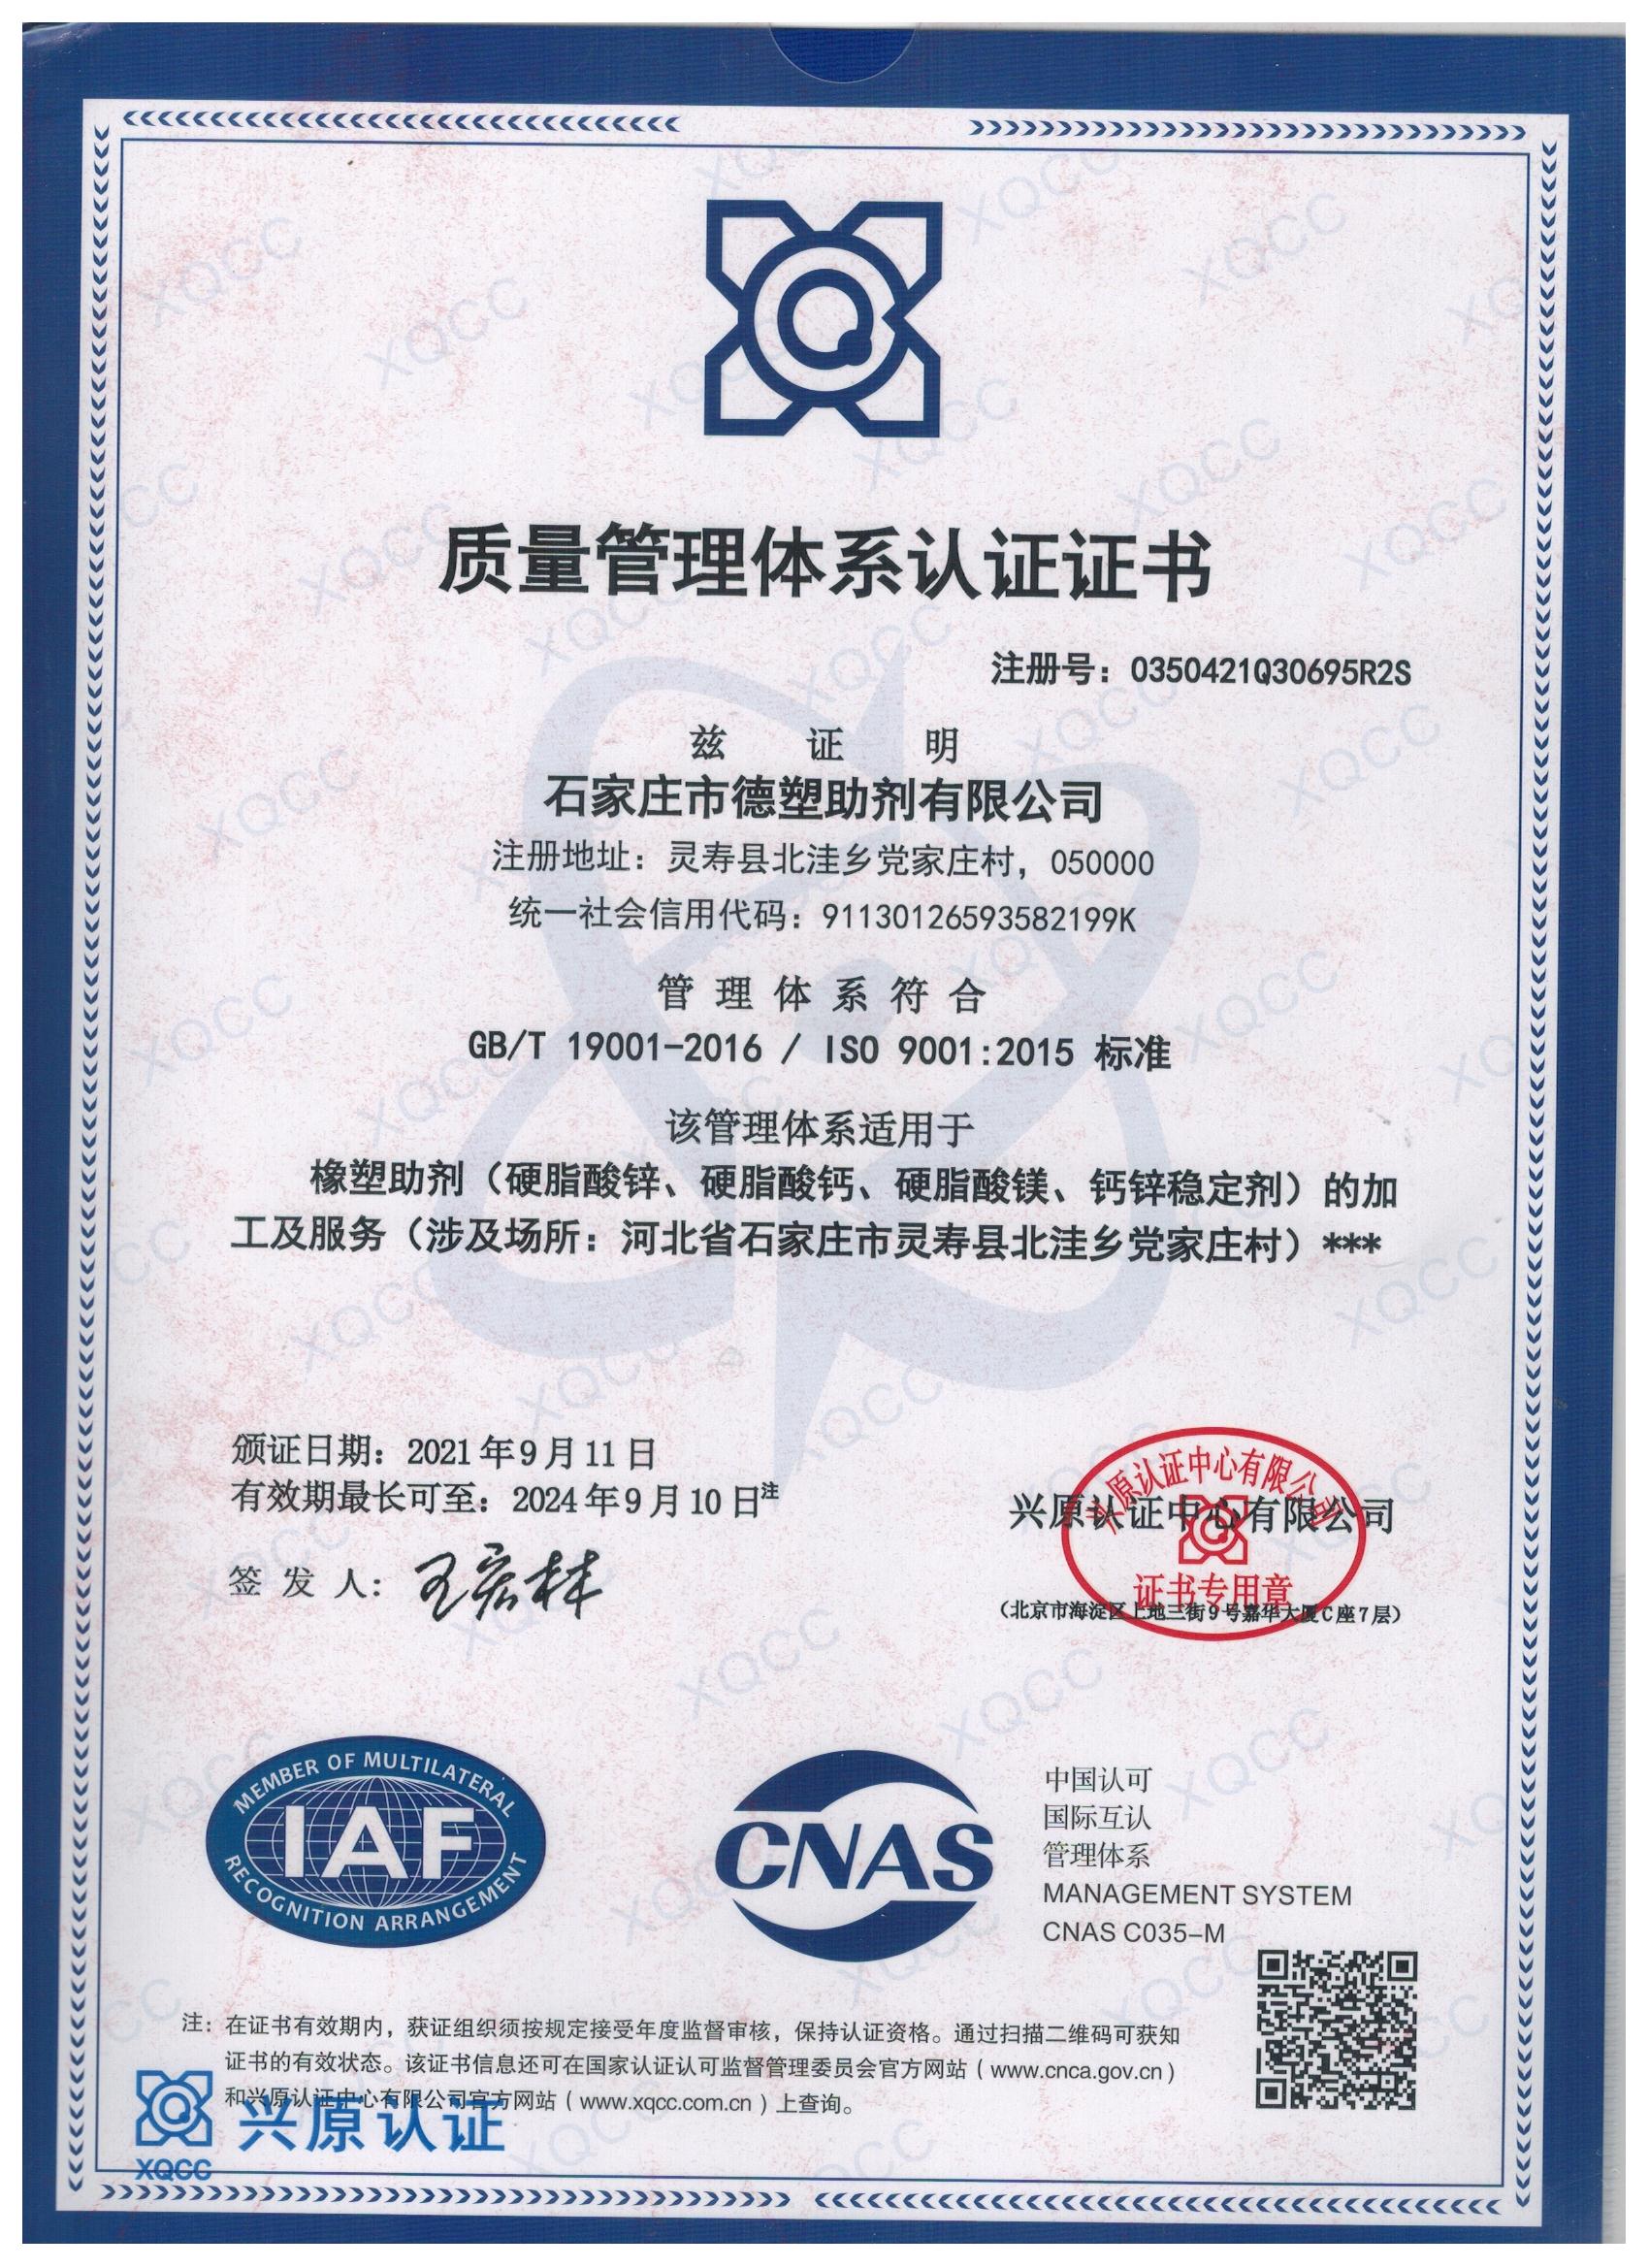 质量管理体系认证证书
注册号：0350421Q30695R2S
兹 证 明
石家庄市德塑助剂有限公司
注册地址：灵寿县北洼乡党家庄村，050000
统一社会信用代码：91130126593582199K
管 理 体 系 符 合
GB/T 19001-2016 / ISO 9001:2015 标准
该管理体系适用于
橡塑助剂（硬脂酸锌、硬脂酸钙、硬脂酸镁、钙锌稳定剂）的加
工及服务（涉及场所：河北省石家庄市灵寿县北洼乡党家庄村）***
颁证日期：2021年9月11日
有效期最长可至：2024年9月10日注
签 发 人：王宏林
兴原认证中心有限公司
兴原认证中心有限公司
证书专用章
（北京市海淀区上地三街9号嘉华大厦C座7层）
MEMBER OF MULTILATERAL
IAF
RECOGNITION ARRANGEMENT
CNAS
中国认可
国际互认
管理体系
MANAGEMENT SYSTEM
CNAS C035-M
注：在证书有效期内，获证组织须按规定接受年度监督审核，保持认证资格。通过扫描二维码可获知
证书的有效状态。该证书信息还可在国家认证认可监督管理委员会官方网站（www.cnca.gov.cn）
和兴原认证中心有限公司官方网站（www.xqcc.com.cn）上查询。
兴原认证
XQCC